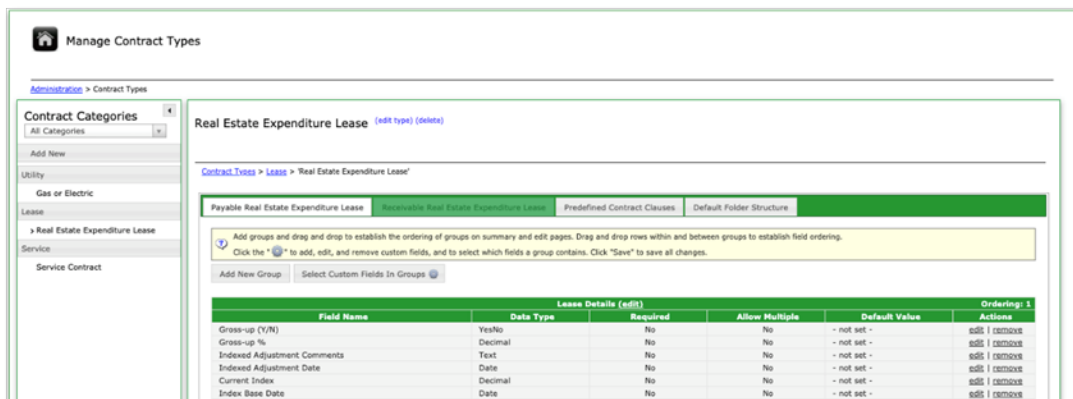 Manage Contract Types
Administration > Contract Types
Contract Categories
All Categories
Add New
Utility
Gas or Electric
Lease
› Real Estate Expenditure Lease
Service
Service Contract
Real Estate Expenditure Lease (edit type) (delete)
Contract Types > Lease > 'Real Estate Expenditure Lease'
Payable Real Estate Expenditure Lease Receivable Real Estate Expenditure Lease Predefined Contract Clauses Default Folder Structure
Add groups and drag and drop to establish the ordering of groups on summary and edit pages. Drag and drop rows within and between groups to establish field ordering.
Click the "" to add, edit, and remove custom fields, and to select which fields a group contains. Click "Save" to save all changes.
Add New Group Select Custom Fields In Groups
Lease Details (edit) Ordering: 1
Field Name Data Type Required Allow Multiple Default Value Actions
Gross-up (Y/N) YesNo No No - not set - edit | remove
Gross-up % Decimal No No - not set - edit | remove
Indexed Adjustment Comments Text No No - not set - edit | remove
Indexed Adjustment Date Date No No - not set - edit | remove
Current Index Decimal No No - not set - edit | remove
Index Base Date Date No No - not set - edit | remove